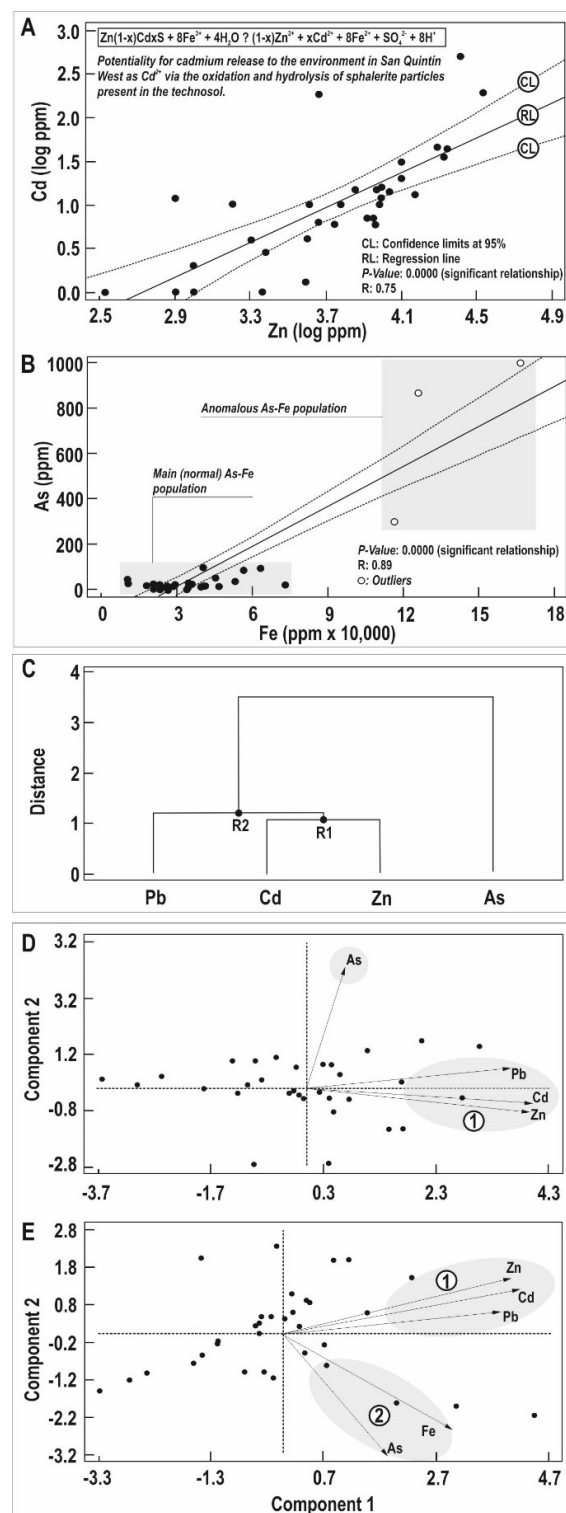 A
Zn(1-x)CdxS + 8Fe³⁺ + 4H₂O ? (1-x)Zn²⁺ + xCd²⁺ + 8Fe²⁺ + SO₄²⁻ + 8H⁺
Potentiality for cadmium release to the environment in San Quintín
West as Cd²⁺ via the oxidation and hydrolysis of sphalerite particles
present in the technosol.
CL
RL
CL
Cd (log ppm)
3.0
2.5
2.0
1.5
1.0
0.5
0.0
CL: Confidence limits at 95%
RL: Regression line
P-Value: 0.0000 (significant relationship)
R: 0.75
2.5 2.9 3.3 3.7 4.1 4.5 4.9
Zn (log ppm)
B
As (ppm)
1000
800
600
400
200
0
Anomalous As-Fe population
Main (normal) As-Fe
population
P-Value: 0.0000 (significant relationship)
R: 0.89
: Outliers
0 3 6 9 12 15 18
Fe (ppm x 10,000)
C
Distance
4
3
2
1
0
R2
R1
Pb Cd Zn As
D
Component 2
3.2
3.2
1.2
-0.8
-2.8
As
Pb
Cd
Zn
1
-3.7 -1.7 0.3 2.3 4.3
E
Component 2
2.8
1.8
0.8
-0.2
-1.2
-2.2
-3.2
Zn
1
Cd
Pb
2
Fe
As
-3.3 -1.3 0.7 2.7 4.7
Component 1